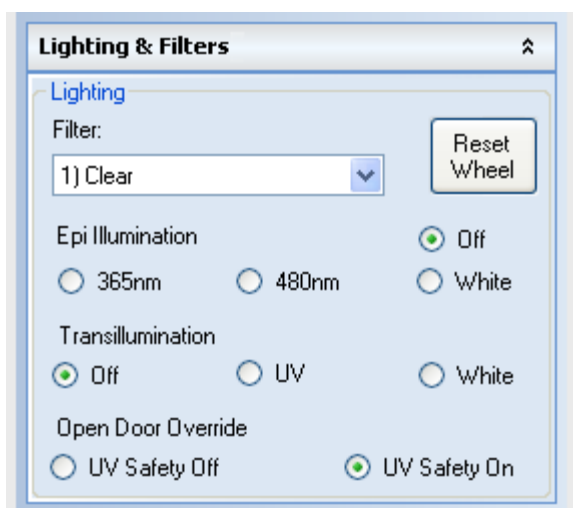 Lighting & Filters
Lighting
Filter:
Reset
Wheel
1) Clear
Epi Illumination
Off
365nm 480nm White
Transillumination
Off UV White
Open Door Override
UV Safety Off UV Safety On